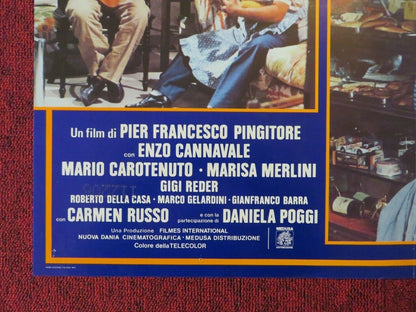 Un film di PIER FRANCESCO PINGITORE
con ENZO CANNAVALE
MARIO CAROTENUTO • MARISA MERLINI
GIGI REDER
ROBERTO DELLA CASA • MARCO GELARDINI • GIANFRANCO BARRA
con CARMEN RUSSO e con la partecipazione di DANIELA POGGI
Una Produzione FILMES INTERNATIONAL
NUOVA DANIA CINEMATOGRAFICA • MEDUSA DISTRIBUZIONE
Colore della TELECOLOR
MEDUSA